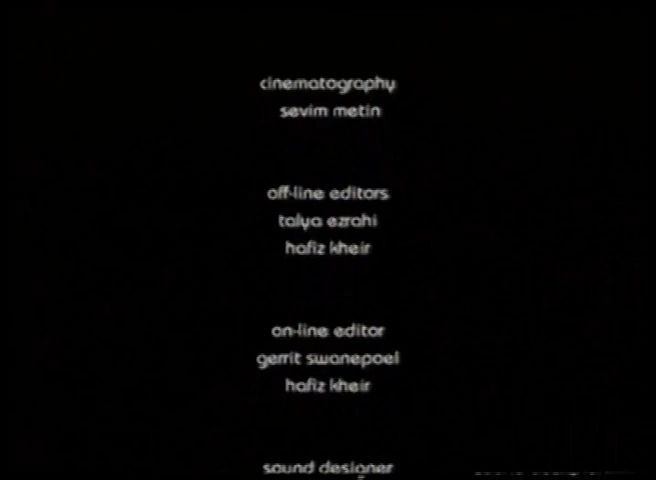 cinematography
sevim metin
off-line editors
talya ezrahi
hafiz kheir
on-line editor
gerrit swanepoel
hafiz kheir
sound designer